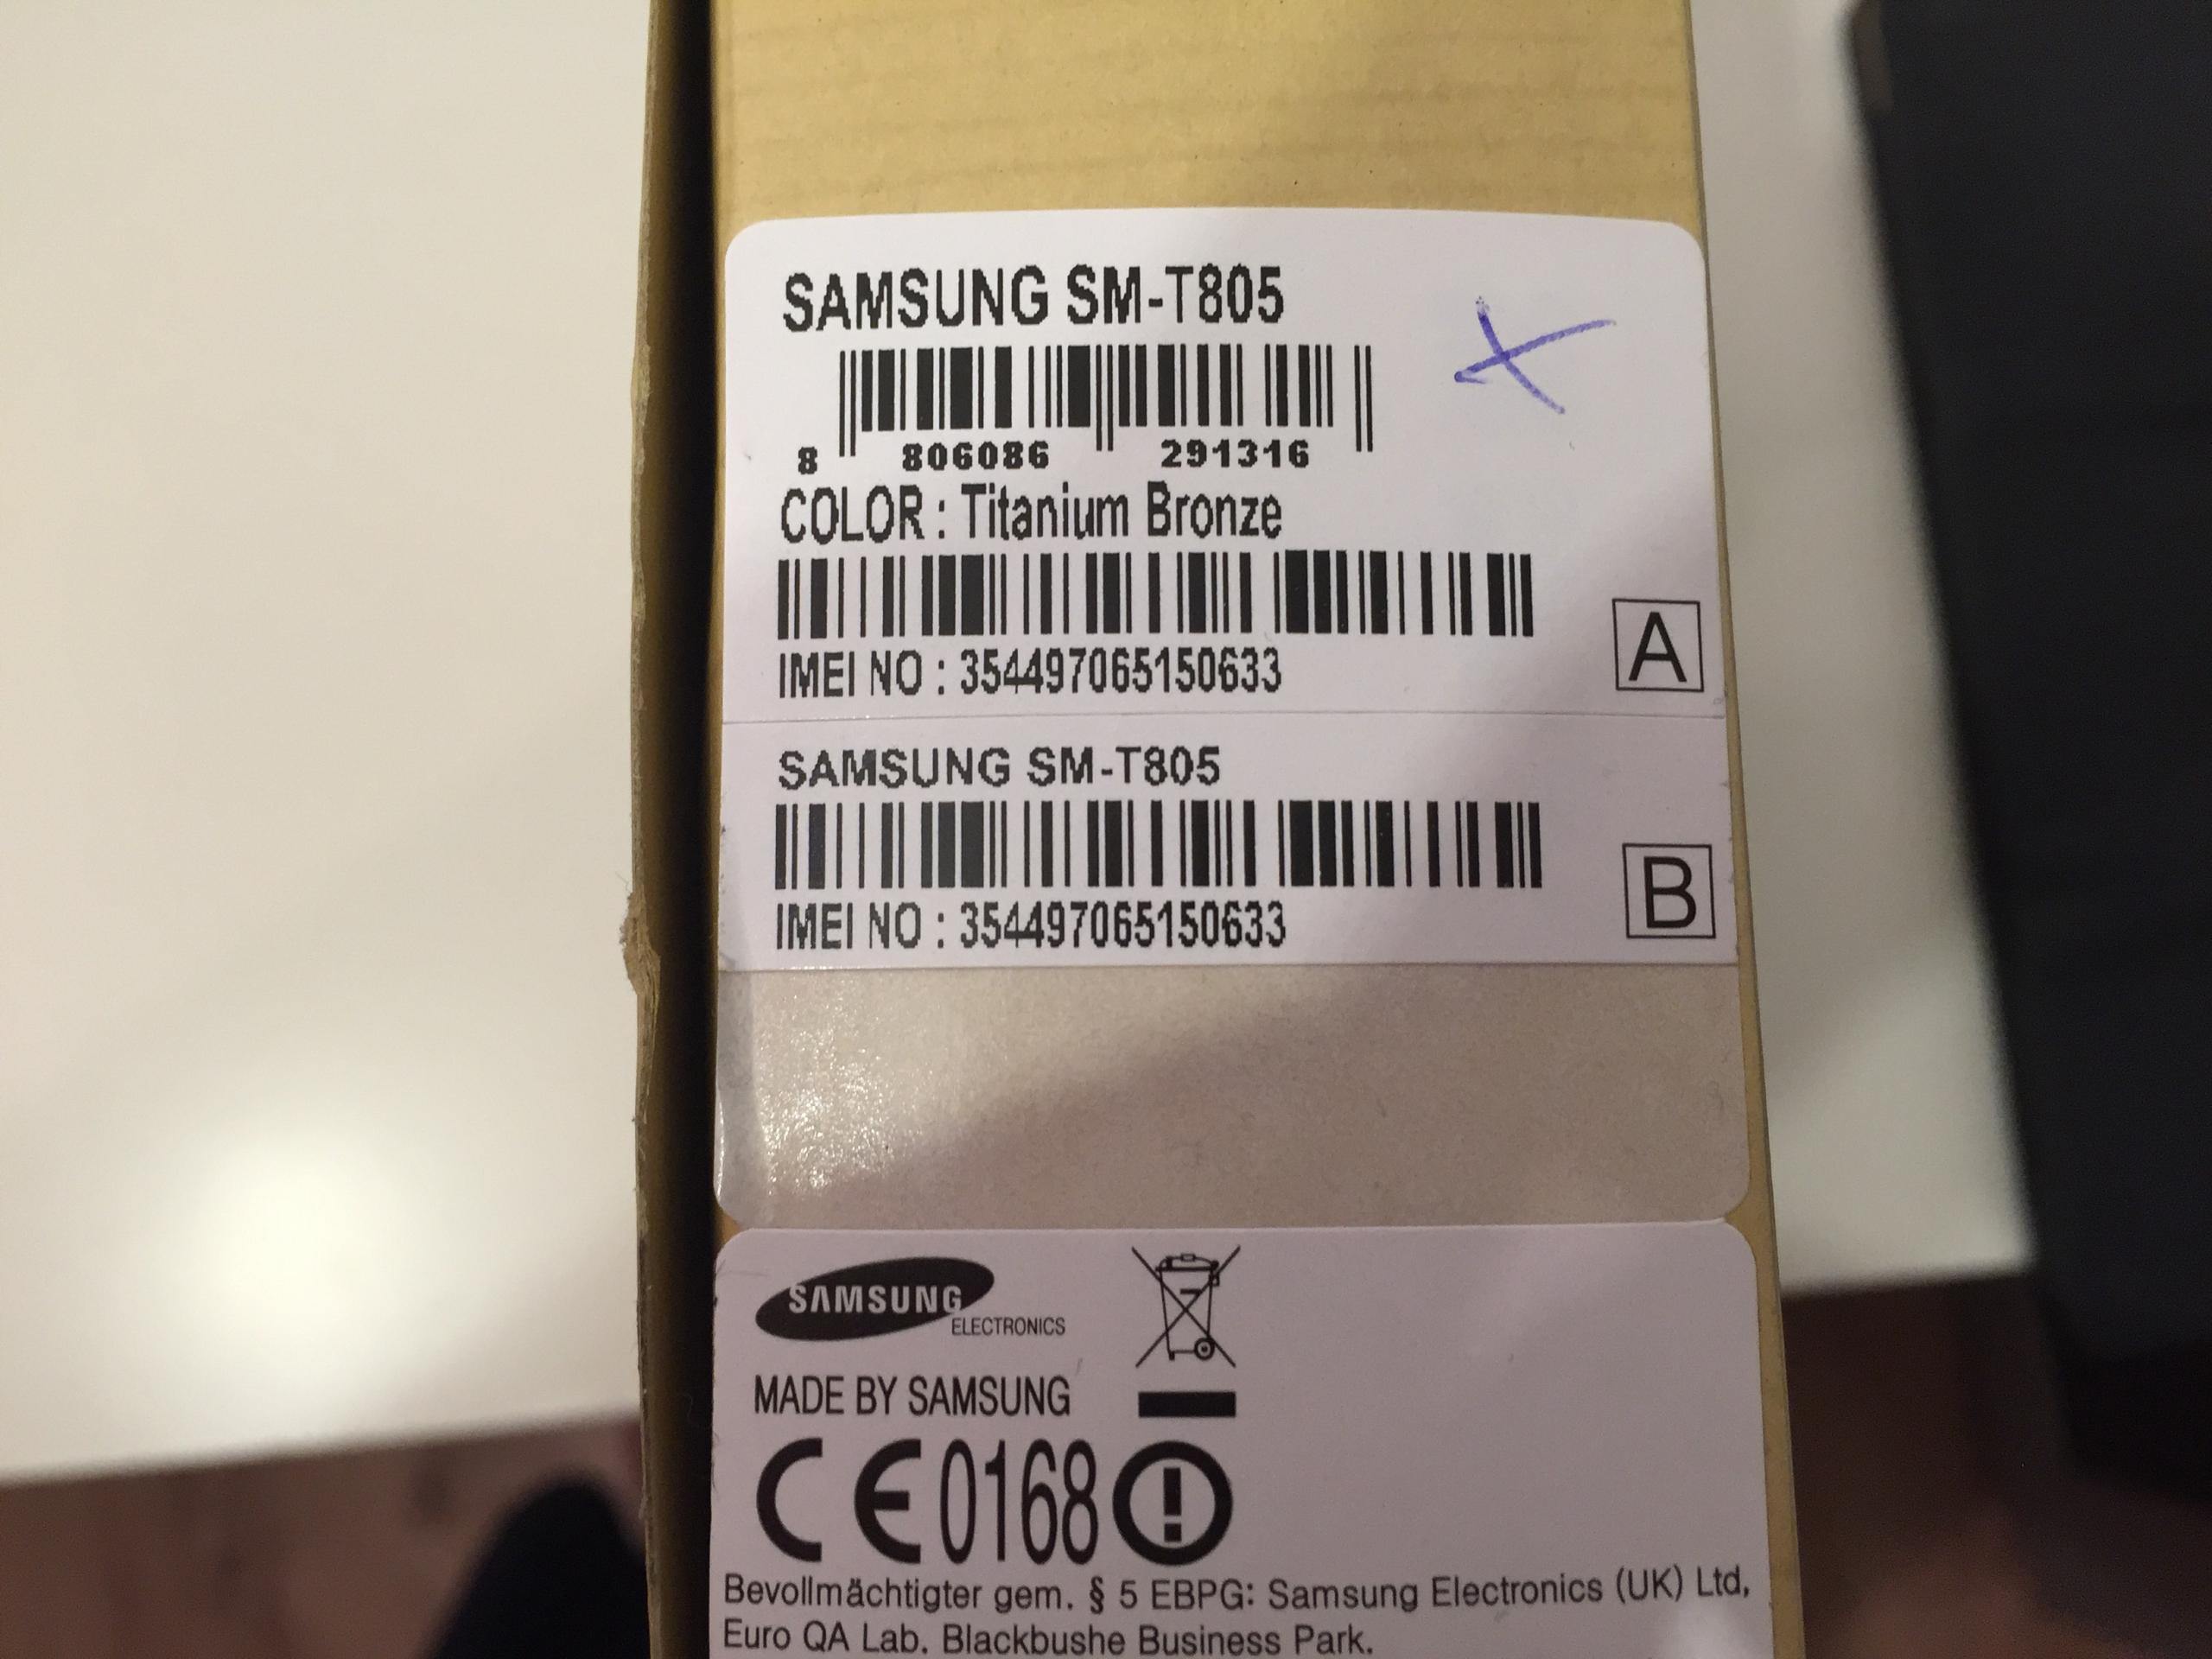 SAMSUNG SM-T805
8 806086 291316
COLOR : Titanium Bronze
IMEI NO : 354497065150633
A
SAMSUNG SM-T805
IMEI NO : 354497065150633
B
SAMSUNG
ELECTRONICS
MADE BY SAMSUNG
CE0168
Bevollmächtigter gem. § 5 EBPG: Samsung Electronics (UK) Ltd,
Euro QA Lab. Blackbushe Business Park.